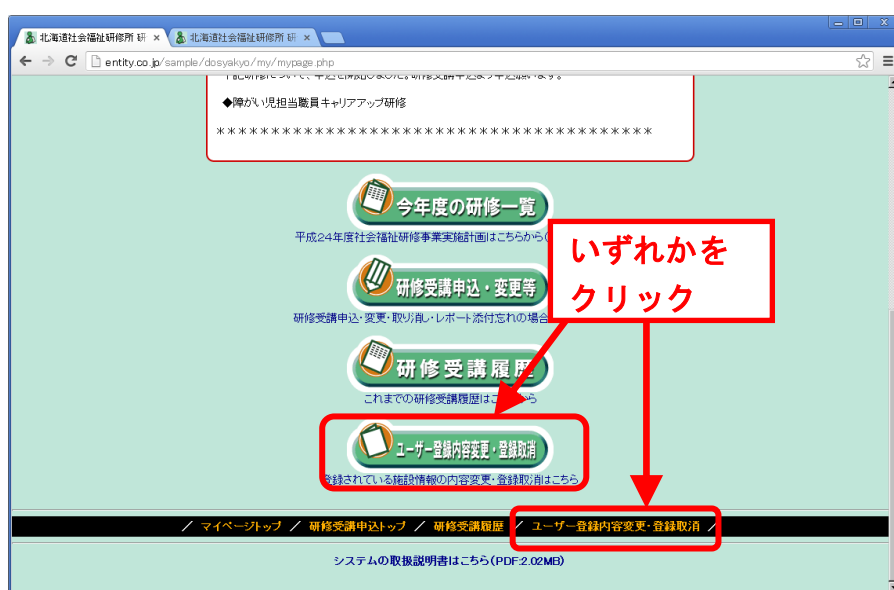 北海道社会福祉研修所 研
北海道社会福祉研修所 研
entity.co.jp/sample/dosyakyo/my/mypage.php
◆障がい児担当職員キャリアアップ研修
****************************************
今年度の研修一覧
平成24年度社会福祉研修事業実施計画はこちらから(
いずれかを
クリック
研修受講申込・変更等
研修受講申込・変更・取り消し・レポート添付忘れの場合
研修受講履歴
これまでの研修受講履歴はこ から
ユーザー登録内容変更・登録取消
登録されている施設情報の内容変更・登録取消はこちら
/ マイページトップ / 研修受講申込トップ / 研修受講履歴 / ユーザー登録内容変更・登録取消 /
システムの取扱説明書はこちら(PDF:2.02MB)